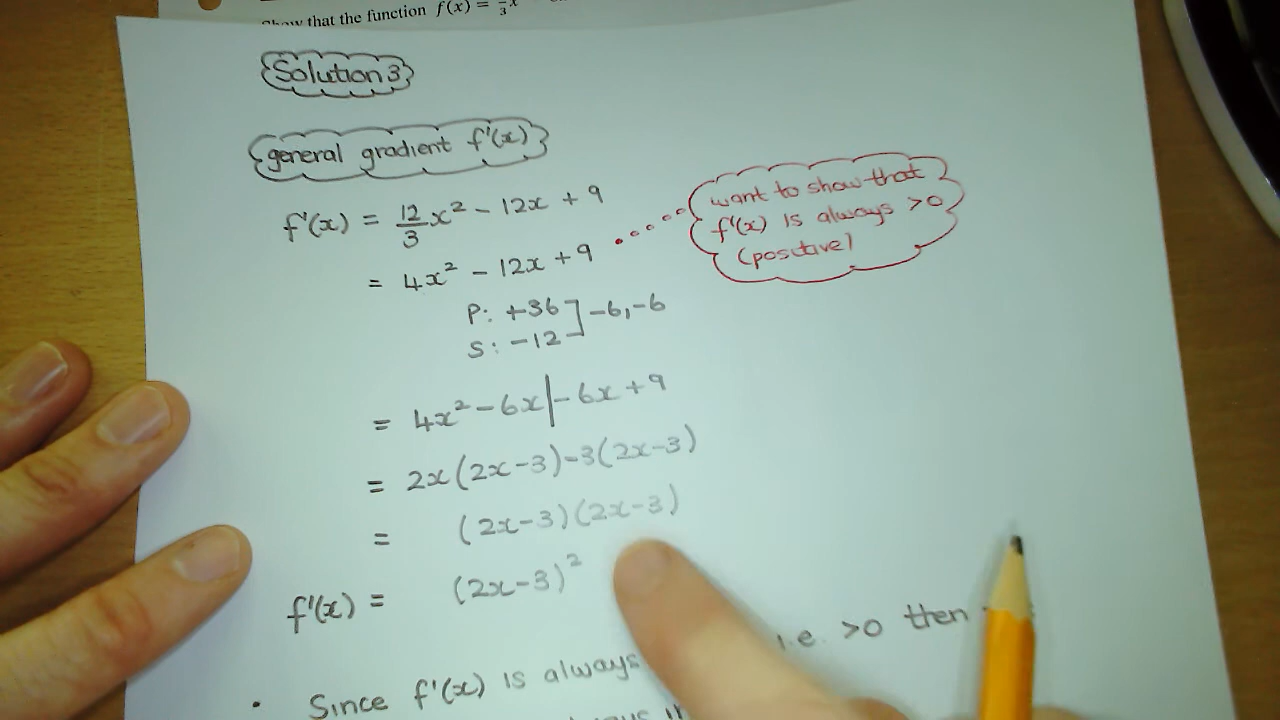 Show that the function f(x) = 4/3 x
Solution 3
general gradient f'(x)
f'(x) = 12/3 x² - 12x + 9
want to show that
f'(x) is always >0
(positive)
= 4x² - 12x + 9
P: +36 ] -6, -6
S: -12
= 4x² - 6x | - 6x + 9
= 2x(2x-3)-3(2x-3)
= (2x-3)(2x-3)
f'(x) = (2x-3)²
• Since f'(x) is always i.e. >0 then